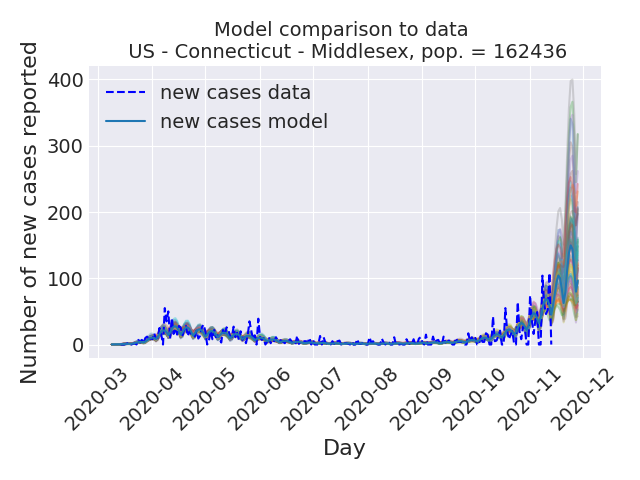 Model comparison to data
US - Connecticut - Middlesex, pop. = 162436
Number of new cases reported
400
300
200
100
0
new cases data
new cases model
2020-03
2020-04
2020-05
2020-06
2020-07
2020-08
2020-09
2020-10
2020-11
2020-12
Day